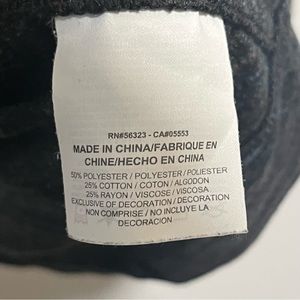 RN#56323 - CA#05553
MADE IN CHINA/FABRIQUE EN
CHINE/HECHO EN CHINA
50% POLYESTER / POLYESTER / POLIESTER
25% COTTON / COTON / ALGODON
25% RAYON / VISCOSE / VISCOSA
EXCLUSIVE OF DECORATION / DECORATION
NON COMPRISE / NO INCLUYE LA
DECORACION